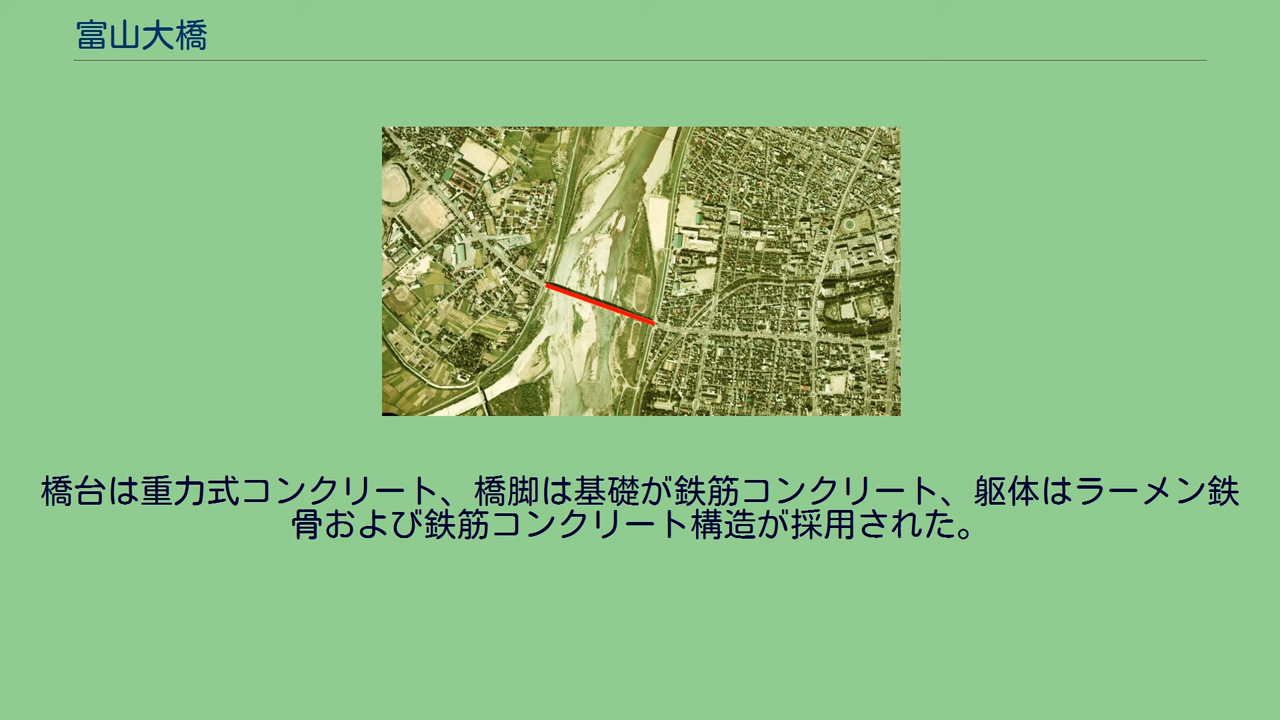 富山大橋
橋台は重力式コンクリート、橋脚は基礎が鉄筋コンクリート、躯体はラーメン鉄
骨および鉄筋コンクリート構造が採用された。